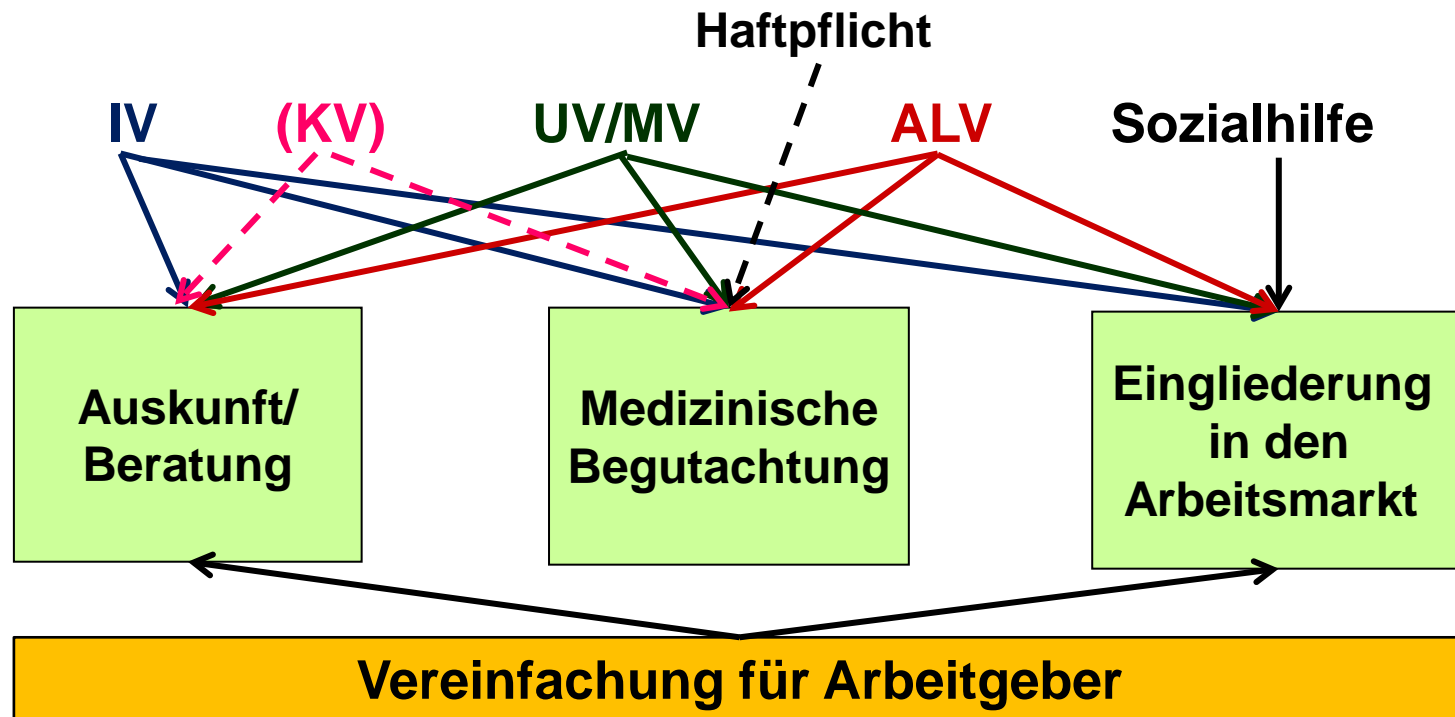 Haftpflicht
IV (KV) UV/MV ALV Sozialhilfe
Auskunft/
Beratung
Medizinische
Begutachtung
Eingliederung
in den
Arbeitsmarkt
Vereinfachung für Arbeitgeber